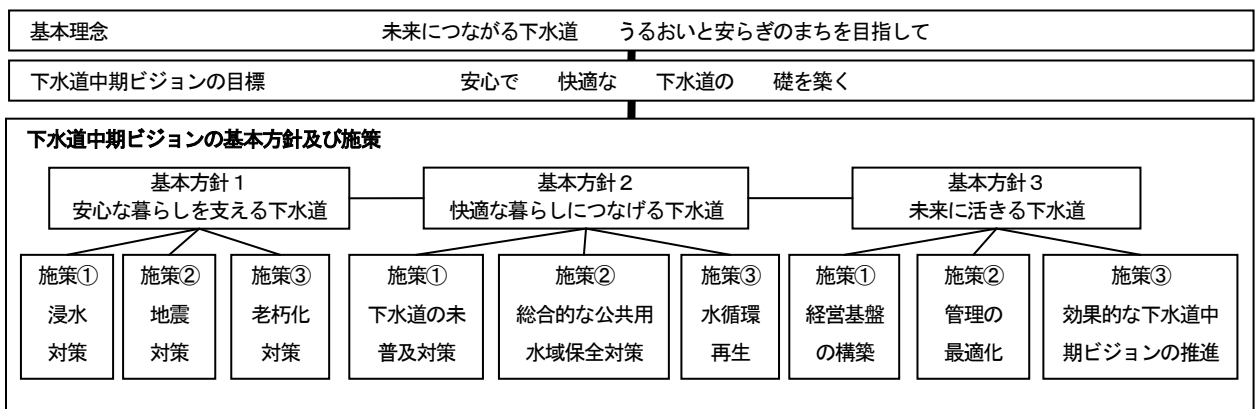 基本理念 未来につながる下水道 うるおいと安らぎのまちを目指して
下水道中期ビジョンの目標 安心で 快適な 下水道の 礎を築く
下水道中期ビジョンの基本方針及び施策
基本方針1
安心な暮らしを支える下水道
基本方針2
快適な暮らしにつなげる下水道
基本方針3
未来に活きる下水道
施策①
浸水
対策
施策②
地震
対策
施策③
老朽化
対策
施策①
下水道の未
普及対策
施策②
総合的な公共用
水域保全対策
施策③
水循環
再生
施策①
経営基盤
の構築
施策②
管理の
最適化
施策③
効果的な下水道中
期ビジョンの推進